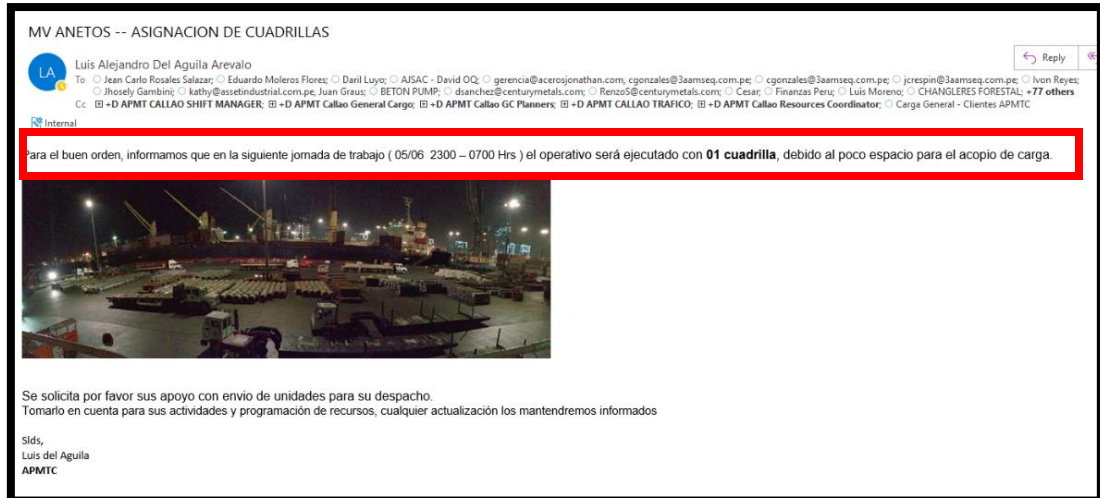 MV ANETOS -- ASIGNACION DE CUADRILLAS
LA
Luis Alejandro Del Aguila Arevalo
Reply
To Jean Carlo Rosales Salazar; Eduardo Moleros Flores; Daril Luyo; AJSAC - David OQ; gerencia@acerosjonathan.com, cgonzales@3aamseq.com.pe; cgonzales@3aamseq.com.pe; jcrespin@3aamseq.com.pe; Ivon Reyes;
Jhosely Gambini; kathy@assetindustrial.com.pe, Juan Graus; BETON PUMP; dsanchez@centurymetals.com; RenzoS@centurymetals.com; Cesar; Finanzas Peru; Luis Moreno; CHANGLERES FORESTAL; +77 others
Cc +D APMT CALLAO SHIFT MANAGER; +D APMT Callao General Cargo; +D APMT Callao GC Planners; +D APMT CALLAO TRAFICO; +D APMT Callao Resources Coordinator; Carga General - Clientes APMTC
Internal
Para el buen orden, informamos que en la siguiente jornada de trabajo ( 05/06 2300 – 0700 Hrs ) el operativo será ejecutado con 01 cuadrilla, debido al poco espacio para el acopio de carga.
Se solicita por favor sus apoyo con envio de unidades para su despacho.
Tomarlo en cuenta para sus actividades y programación de recursos, cualquier actualización los mantendremos informados
Slds,
Luis del Aguila
APMTC